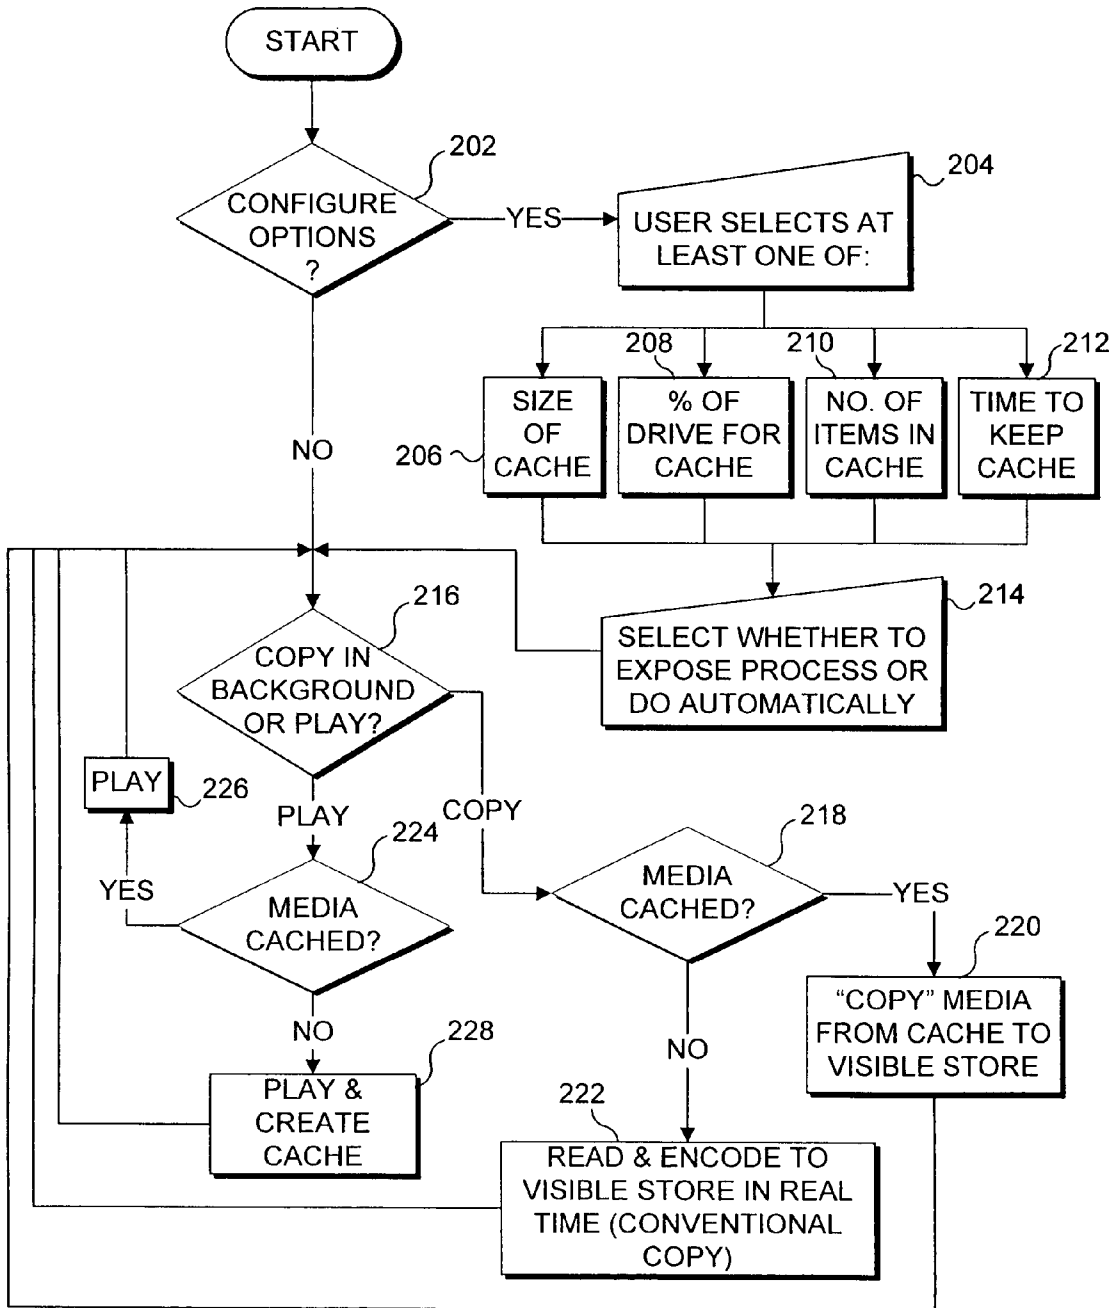 START
202
CONFIGURE
OPTIONS
?
YES
204
USER SELECTS AT
LEAST ONE OF:
NO
206
SIZE
OF
CACHE
208
% OF
DRIVE FOR
CACHE
210
NO. OF
ITEMS IN
CACHE
212
TIME TO
KEEP
CACHE
214
SELECT WHETHER TO
EXPOSE PROCESS OR
DO AUTOMATICALLY
216
COPY IN
BACKGROUND
OR PLAY?
PLAY
226
PLAY
COPY
224
MEDIA
CACHED?
YES
NO
228
PLAY &
CREATE
CACHE
218
MEDIA
CACHED?
YES
220
"COPY" MEDIA
FROM CACHE TO
VISIBLE STORE
NO
222
READ & ENCODE TO
VISIBLE STORE IN REAL
TIME (CONVENTIONAL
COPY)